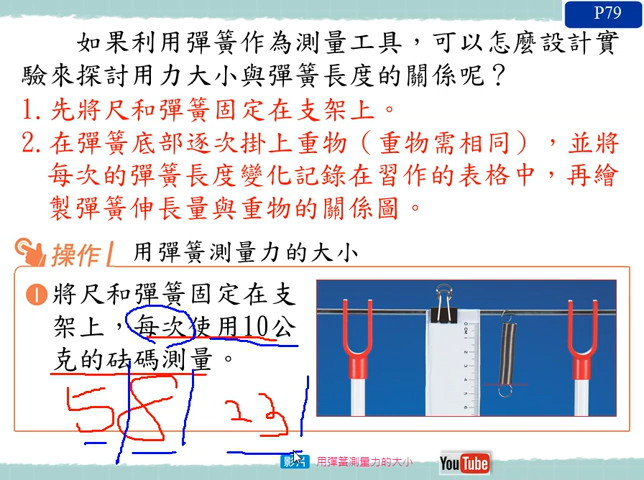 P79
如果利用彈簧作為測量工具，可以怎麼設計實
驗來探討用力大小與彈簧長度的關係呢？
1. 先將尺和彈簧固定在支架上。
2. 在彈簧底部逐次掛上重物（重物需相同），並將
每次的彈簧長度變化記錄在習作的表格中，再繪
製彈簧伸長量與重物的關係圖。
操作1 用彈簧測量力的大小
1 將尺和彈簧固定在支
架上，每次使用10公
克的砝碼測量。
5 8 23
影片 用彈簧測量力的大小 YouTube